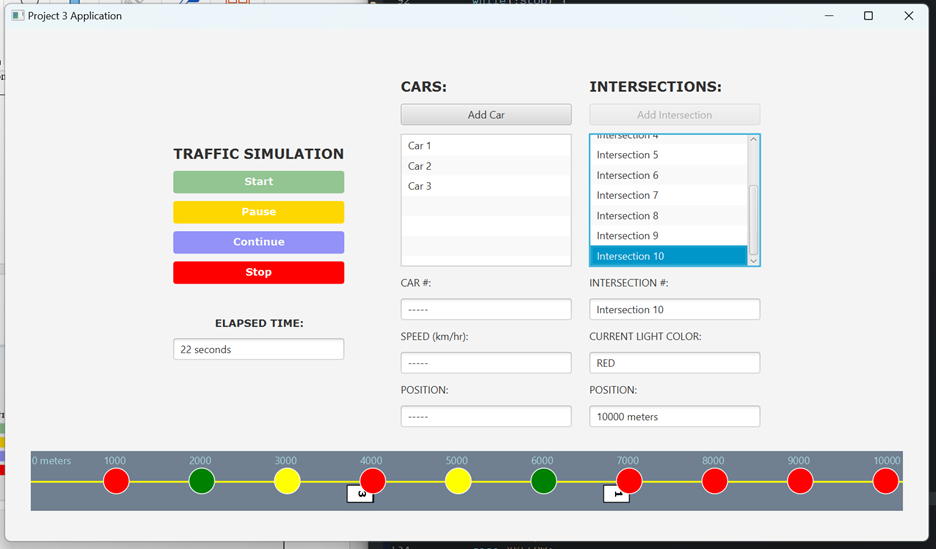 Project 3 Application
TRAFFIC SIMULATION
Start
Pause
Continue
Stop
ELAPSED TIME:
22 seconds
CARS:
Add Car
Car 1
Car 2
Car 3
CAR #:
-----
SPEED (km/hr):
-----
POSITION:
-----
INTERSECTIONS:
Add Intersection
Intersection 4
Intersection 5
Intersection 6
Intersection 7
Intersection 8
Intersection 9
Intersection 10
INTERSECTION #:
Intersection 10
CURRENT LIGHT COLOR:
RED
POSITION:
10000 meters
0 meters 1000 2000 3000 4000 5000 6000 7000 8000 9000 10000
3 1